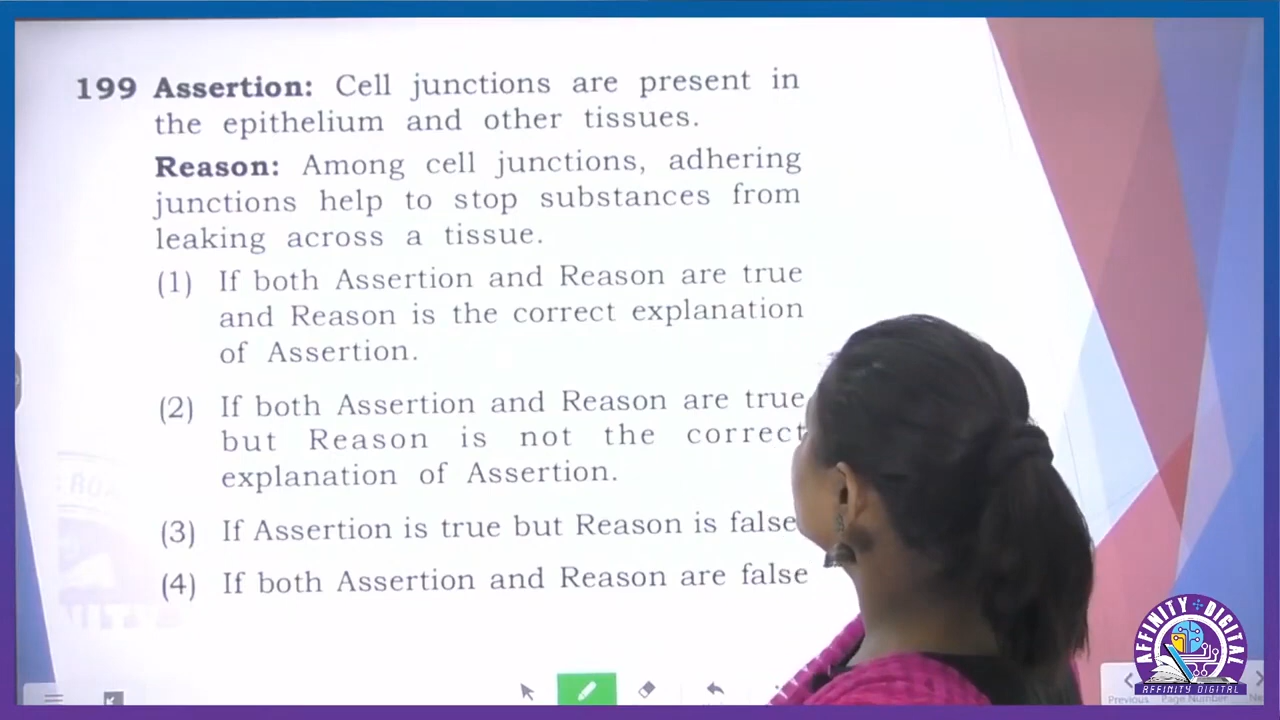 199 Assertion: Cell junctions are present in
the epithelium and other tissues.
Reason: Among cell junctions, adhering
junctions help to stop substances from
leaking across a tissue.
(1) If both Assertion and Reason are true
and Reason is the correct explanation
of Assertion.
(2) If both Assertion and Reason are true
but Reason is not the correct
explanation of Assertion.
(3) If Assertion is true but Reason is false
(4) If both Assertion and Reason are false
AFFINITY DIGITAL
AFFINITY DIGITAL
Previous Page Number